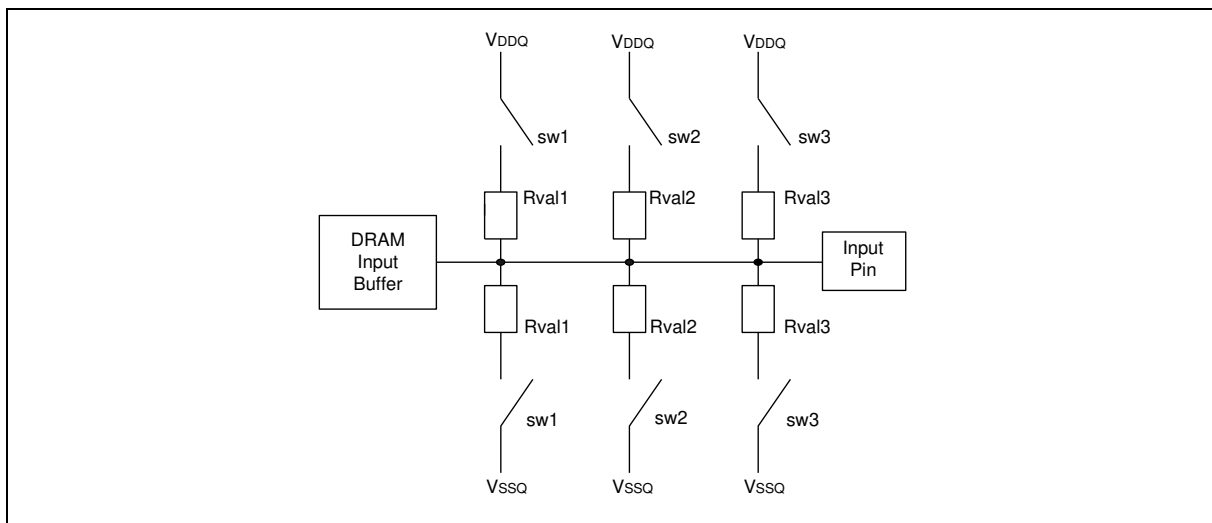 VDDQ VDDQ VDDQ
sw1 sw2 sw3
Rval1 Rval2 Rval3
DRAM
Input
Buffer
Input
Pin
Rval1 Rval2 Rval3
sw1 sw2 sw3
VSSQ VSSQ VSSQ